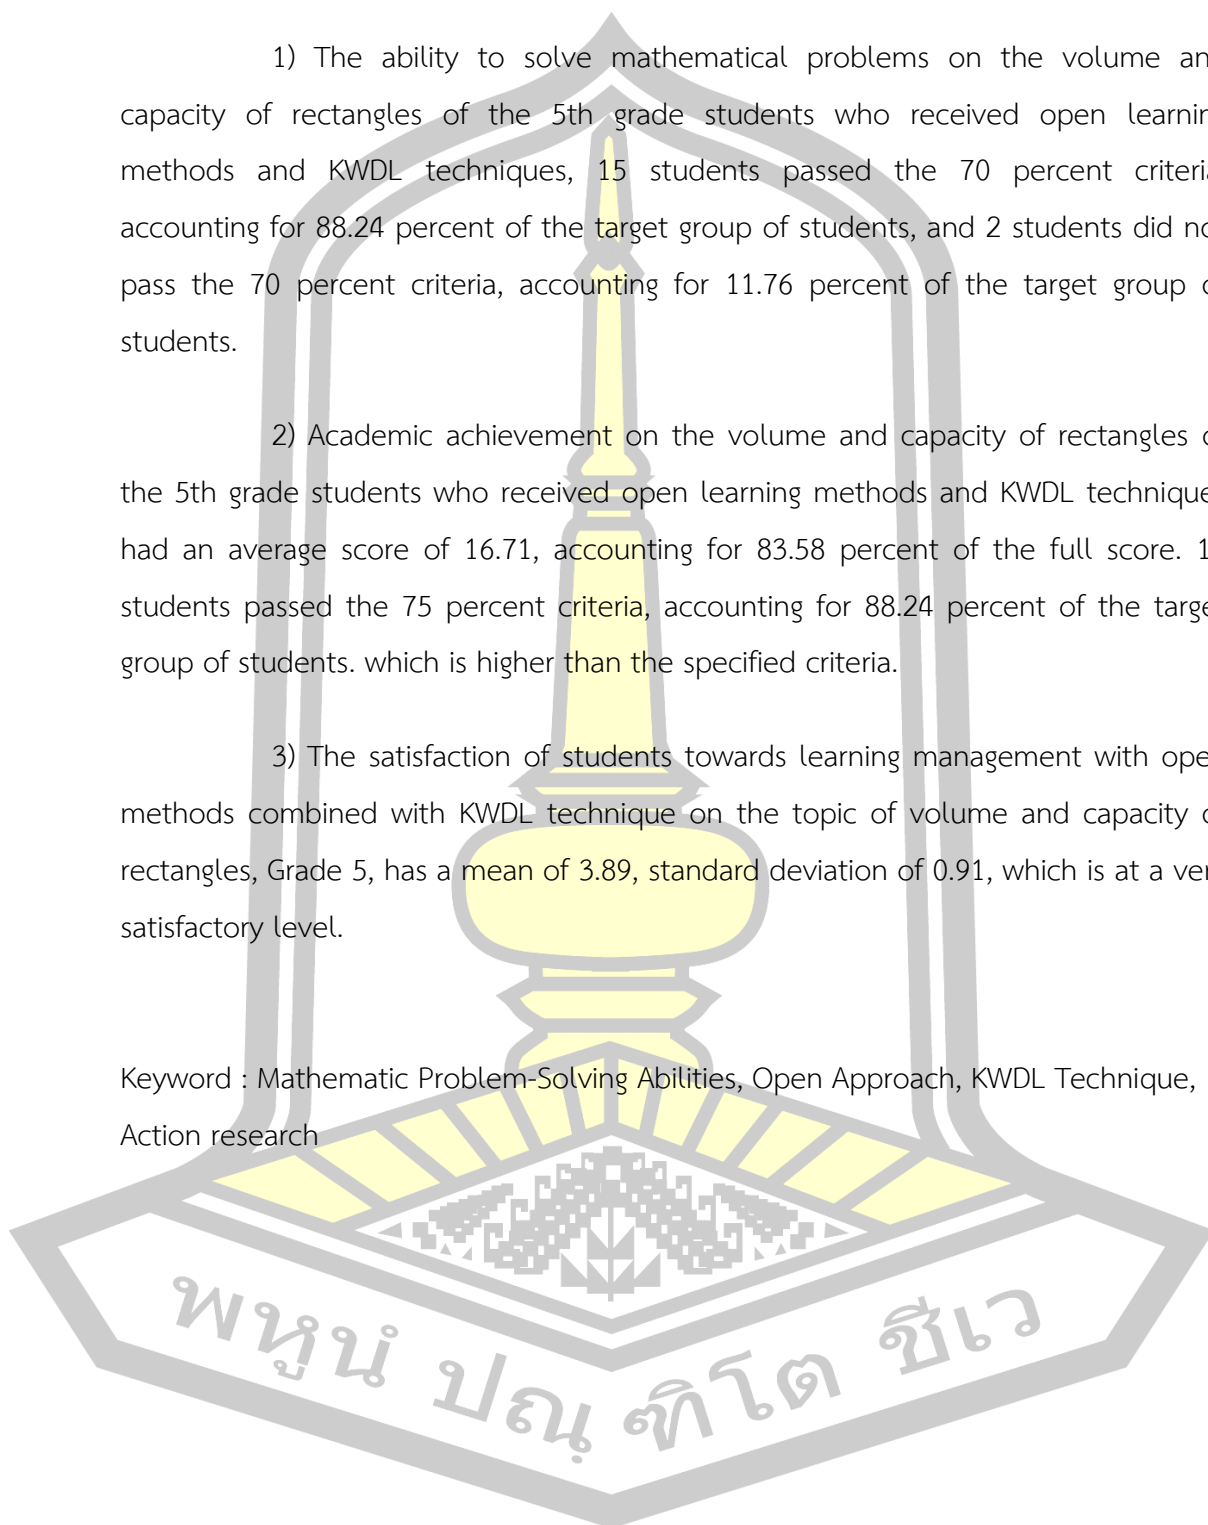 1) The ability to solve mathematical problems on the volume an
capacity of rectangles of the 5th grade students who received open learnin
methods and KWDL techniques, 15 students passed the 70 percent criteria
accounting for 88.24 percent of the target group of students, and 2 students did no
pass the 70 percent criteria, accounting for 11.76 percent of the target group o
students.
2) Academic achievement on the volume and capacity of rectangles o
the 5th grade students who received open learning methods and KWDL technique
had an average score of 16.71, accounting for 83.58 percent of the full score. 1
students passed the 75 percent criteria, accounting for 88.24 percent of the targe
group of students. which is higher than the specified criteria.
3) The satisfaction of students towards learning management with ope
methods combined with KWDL technique on the topic of volume and capacity o
rectangles, Grade 5, has a mean of 3.89, standard deviation of 0.91, which is at a ver
satisfactory level.
Keyword : Mathematic Problem-Solving Abilities, Open Approach, KWDL Technique,
Action research
พหูนํ ปณฺฑิโต ชีเว